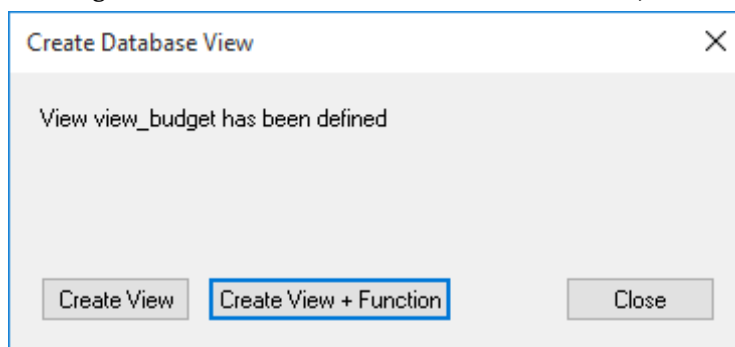 Create Database View
View view_budget has been defined
Create View
Create View + Function
Close